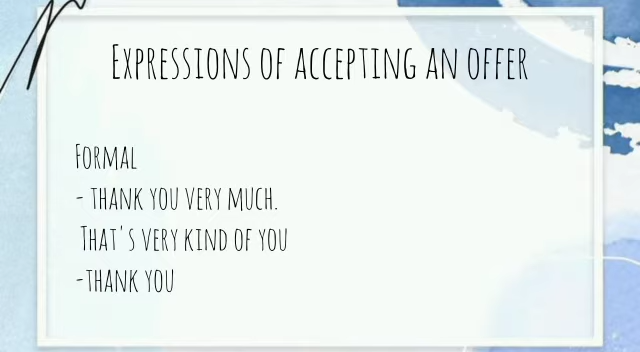 Expressions of accepting an offer
Formal
- thank you very much.
That's very kind of you
-thank you